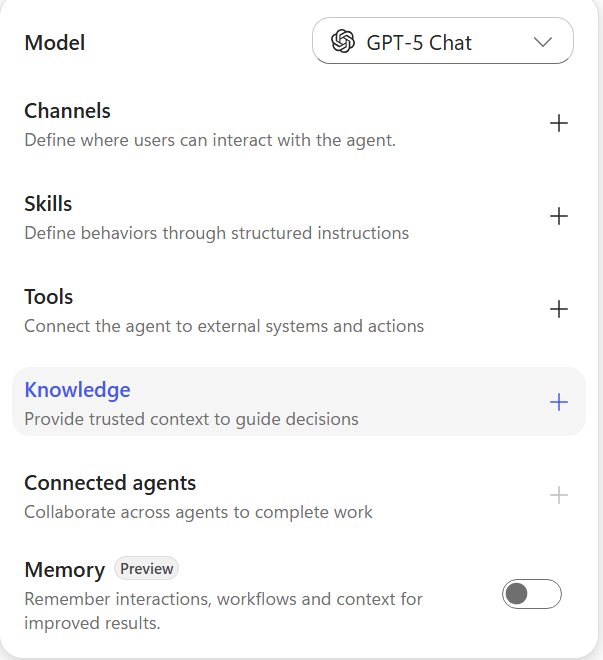 Model
GPT-5 Chat
Channels
Define where users can interact with the agent.
Skills
Define behaviors through structured instructions
Tools
Connect the agent to external systems and actions
Knowledge
Provide trusted context to guide decisions
Connected agents
Collaborate across agents to complete work
Memory Preview
Remember interactions, workflows and context for
improved results.